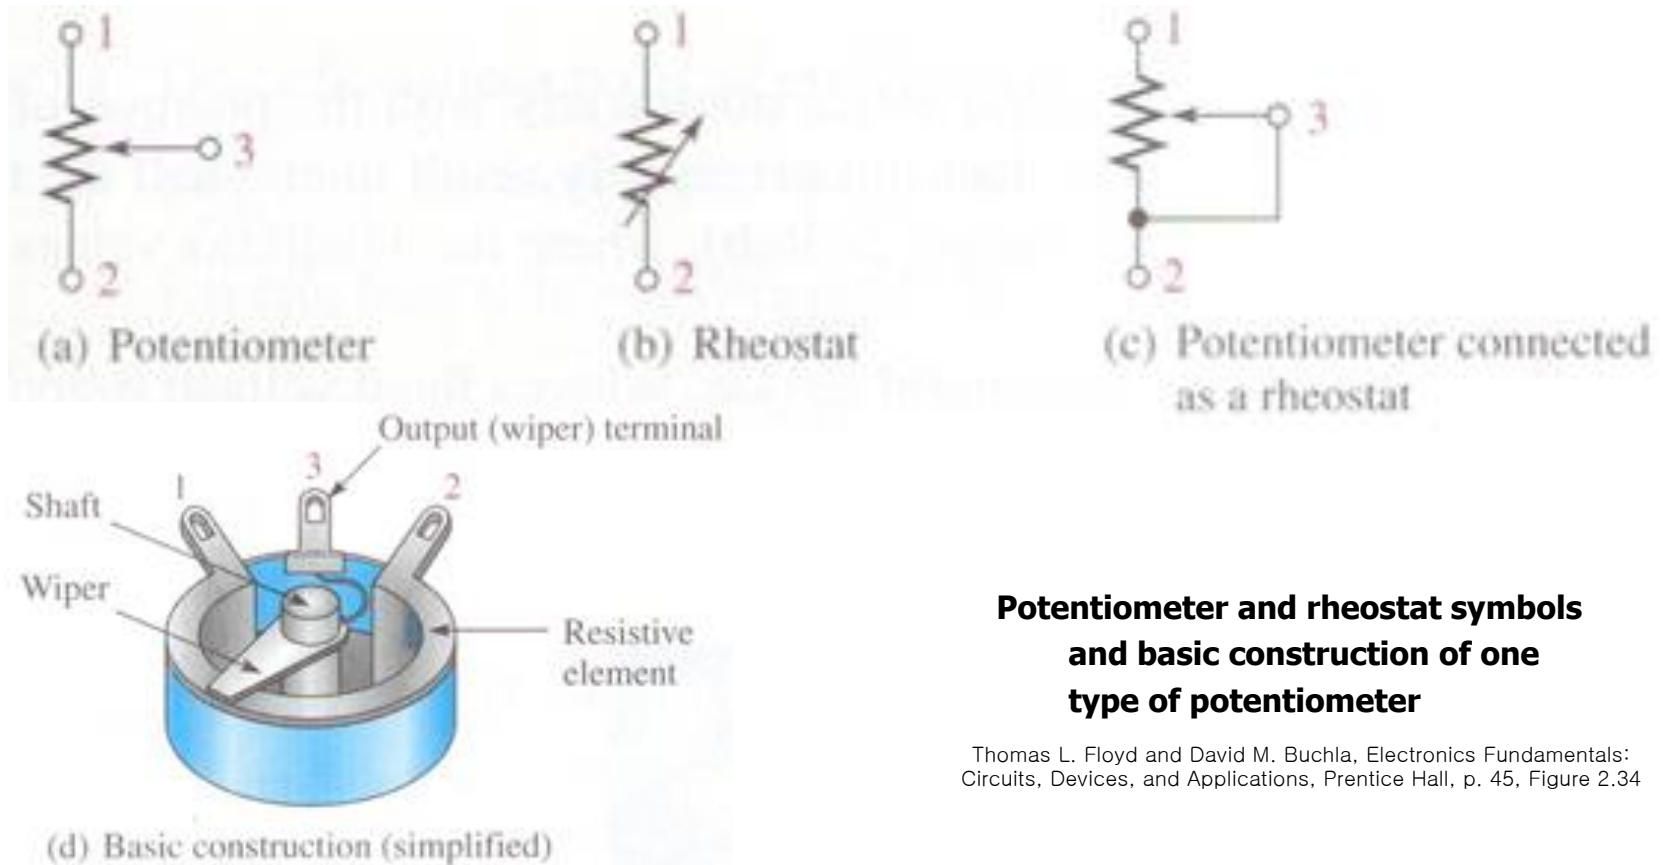 1
3
2
(a) Potentiometer
1
2
(b) Rheostat
1
3
2
(c) Potentiometer connected
as a rheostat
Output (wiper) terminal
3
1
2
Shaft
Wiper
Resistive
element
(d) Basic construction (simplified)
Potentiometer and rheostat symbols
and basic construction of one
type of potentiometer
Thomas L. Floyd and David M. Buchla, Electronics Fundamentals:
Circuits, Devices, and Applications, Prentice Hall, p. 45, Figure 2.34